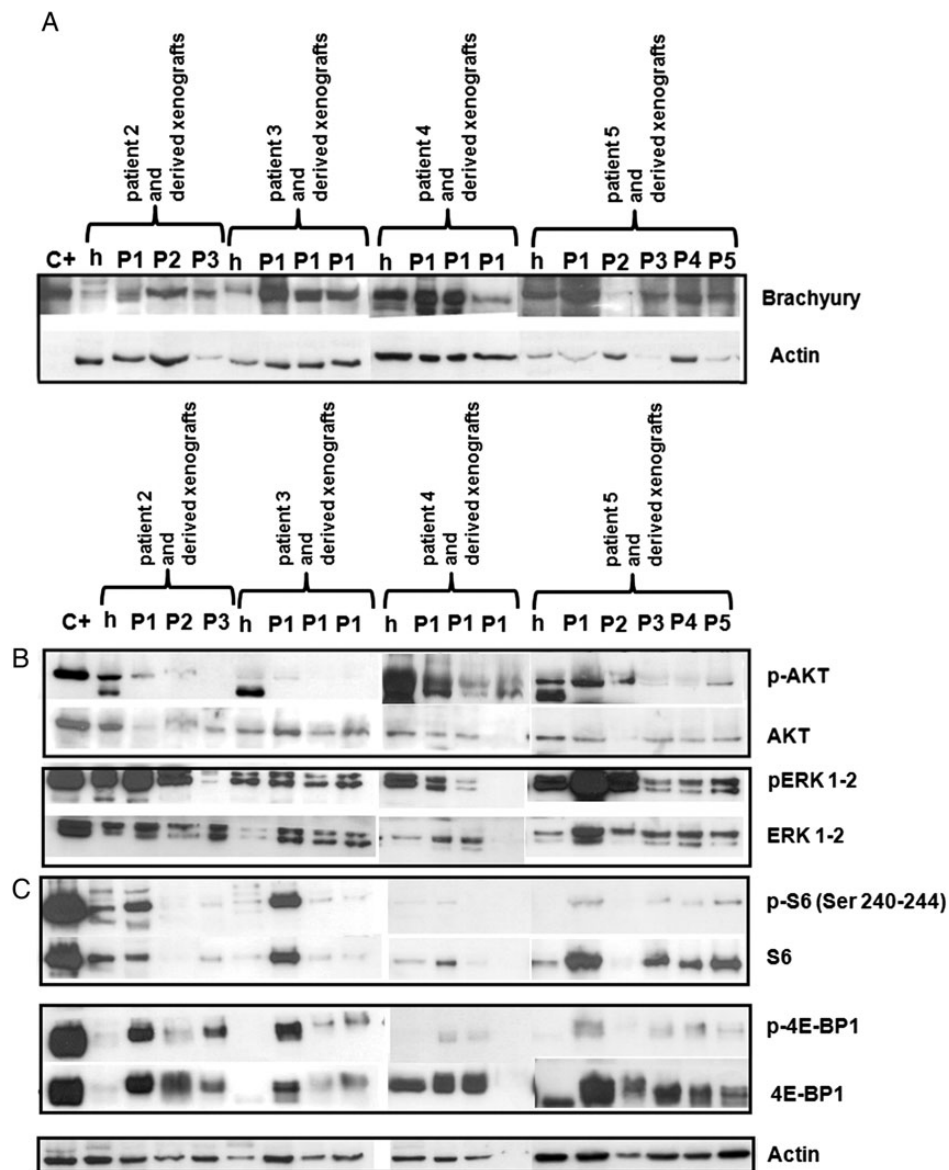 A
patient 2
and
derived xenografts
patient 3
and
derived xenografts
patient 4
and
derived xenografts
patient 5
and
derived xenografts
C+ h P1 P2 P3 h P1 P1 P1 h P1 P1 P1 h P1 P2 P3 P4 P5
Brachyury
Actin
patient 2
and
derived xenografts
patient 3
and
derived xenografts
patient 4
and
derived xenografts
patient 5
and
derived xenografts
C+ h P1 P2 P3 h P1 P1 P1 h P1 P1 P1 h P1 P2 P3 P4 P5
B
p-AKT
AKT
pERK 1-2
ERK 1-2
C
p-S6 (Ser 240-244)
S6
p-4E-BP1
4E-BP1
Actin